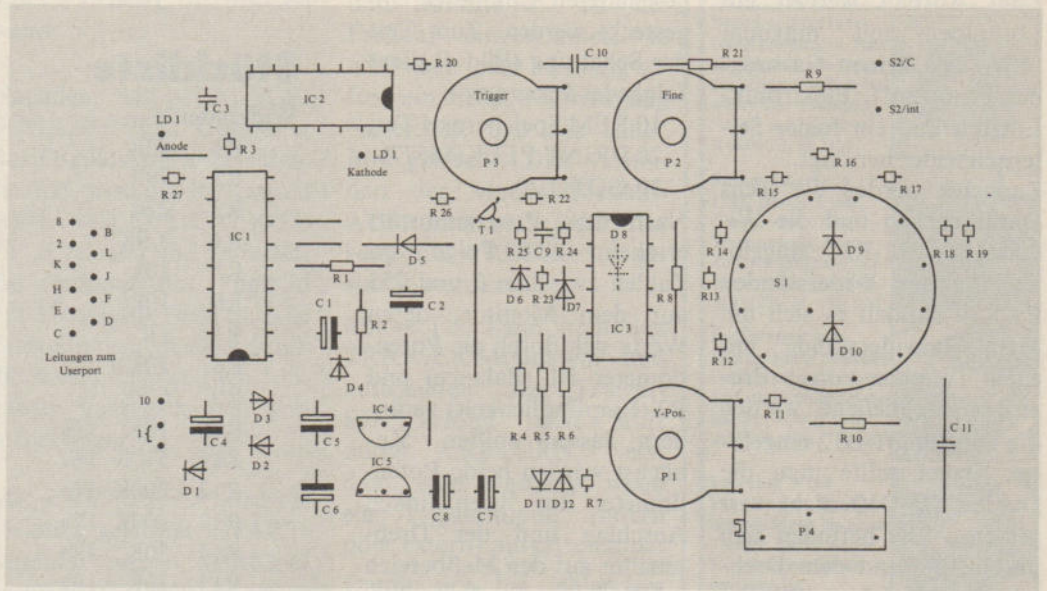 C 10
R 21
R 20
S2/C
R 9
IC 2
C 3
Trigger
Fine
S2/int
LD 1
Anode
R 3
LD 1
Kathode
P 3
P 2
R 16
R 27
R 15
R 17
R 26
R 22
T 1
8
B
IC 1
D 8
2
L
D 5
R 25
C 9
R 24
R 14
D 9
R 18
R 19
K
J
R 1
D 6
R 23
D7
R 8
R13
S 1
H
F
C 1
C 2
E
D
R 2
IC 3
C
R 12
D 10
Leitungen zum
Userport
D 4
10
D 3
IC 4
R 4
R 5
R 6
Y-Pos.
R 11
1{
C 4
C 5
R 10
C 11
D 2
IC 5
P 1
D 1
C 6
C 8
C 7
D 11
D 12
R 7
P 4